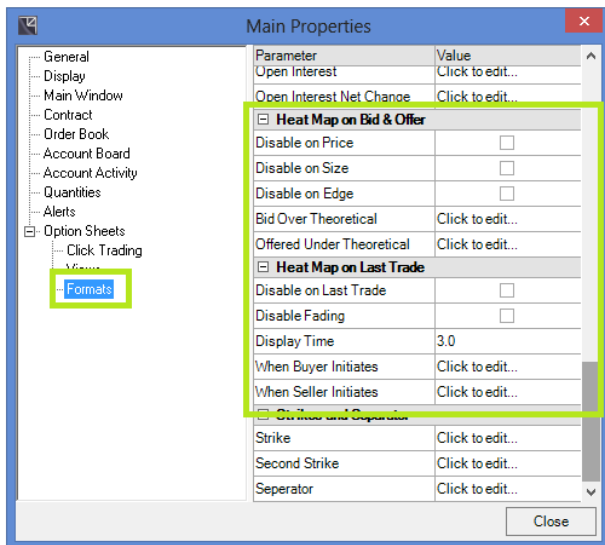 Main Properties
General
Display
Main Window
Contract
Order Book
Account Board
Account Activity
Quantities
Alerts
Option Sheets
Click Trading
Views
Formats
Parameter Value
Open Interest Click to edit...
Open Interest Net Change Click to edit...
Heat Map on Bid & Offer
Disable on Price
Disable on Size
Disable on Edge
Bid Over Theoretical Click to edit...
Offered Under Theoretical Click to edit...
Heat Map on Last Trade
Disable on Last Trade
Disable Fading
Display Time 3.0
When Buyer Initiates Click to edit...
When Seller Initiates Click to edit...
Strikes and Separator
Strike Click to edit...
Second Strike Click to edit...
Seperator Click to edit...
Close